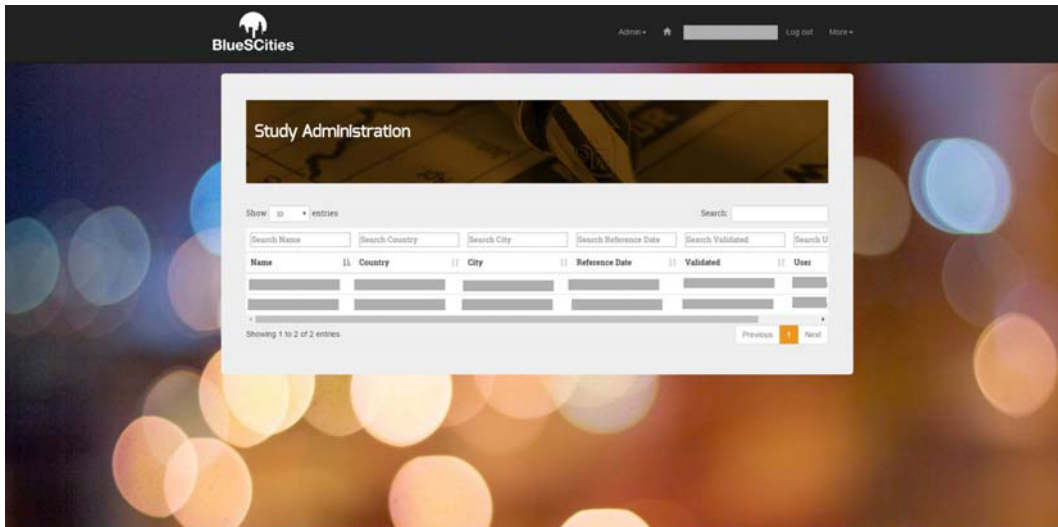 BlueSCities
Admin Log out More
Study Administration
Show 10 entries Search:
Search Name Search Country Search City Search Reference Date Search Validated Search U
Name Country City Reference Date Validated User
Showing 1 to 2 of 2 entries Previous 1 Next